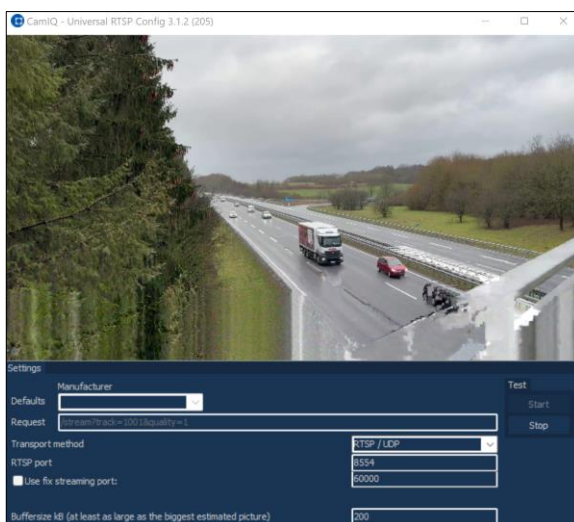 CamIQ - Universal RTSP Config 3.1.2 (205)
Settings
Manufacturer
Defaults
Request /stream?track=1001&quality=1
Transport method RTSP / UDP
RTSP port 8554
Use fix streaming port: 60000
Buffersize kB (at least as large as the biggest estimated picture) 200
Test
Start
Stop